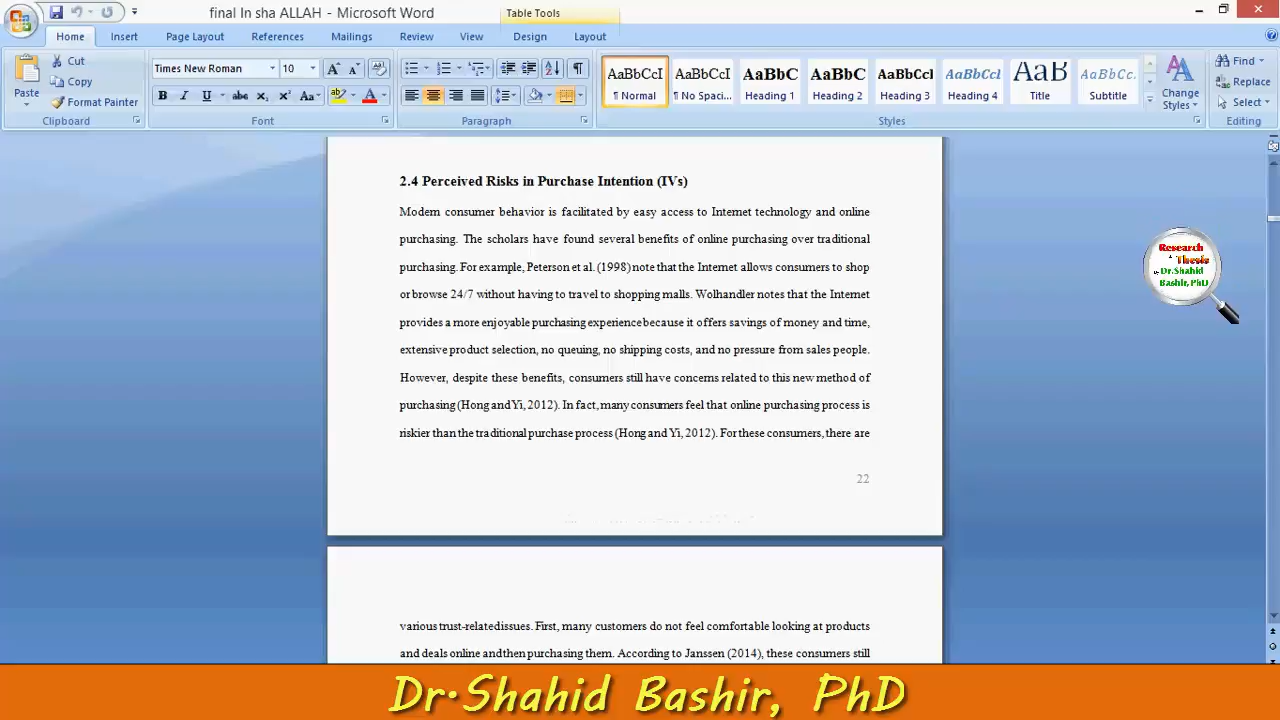 final In sha ALLAH - Microsoft Word
Table Tools
Home Insert Page Layout References Mailings Review View Design Layout
Paste
Cut
Copy
Format Painter
Clipboard
Times New Roman 10
Font
Paragraph
AaBbCcI AaBbCcI AaBbC AaBbC AaBbCcI AaBbCcI AaB AaBbCc.
¶ Normal ¶ No Spaci... Heading 1 Heading 2 Heading 3 Heading 4 Title Subtitle
Styles
Change
Styles
Find
Replace
Select
Editing
2.4 Perceived Risks in Purchase Intention (IVs)
Modern consumer behavior is facilitated by easy access to Internet technology and online
purchasing. The scholars have found several benefits of online purchasing over traditional
purchasing. For example, Peterson et al. (1998) note that the Internet allows consumers to shop
or browse 24/7 without having to travel to shopping malls. Wolhandler notes that the Internet
provides a more enjoyable purchasing experience because it offers savings of money and time,
extensive product selection, no queuing, no shipping costs, and no pressure from sales people.
However, despite these benefits, consumers still have concerns related to this new method of
purchasing (Hong and Yi, 2012). In fact, many consumers feel that online purchasing process is
riskier than the traditional purchase process (Hong and Yi, 2012). For these consumers, there are
22
various trust-related issues. First, many customers do not feel comfortable looking at products
and deals online and then purchasing them. According to Janssen (2014), these consumers still
Research
Thesis
Dr.Shahid
Bashir, PhD
Dr.Shahid Bashir, PhD